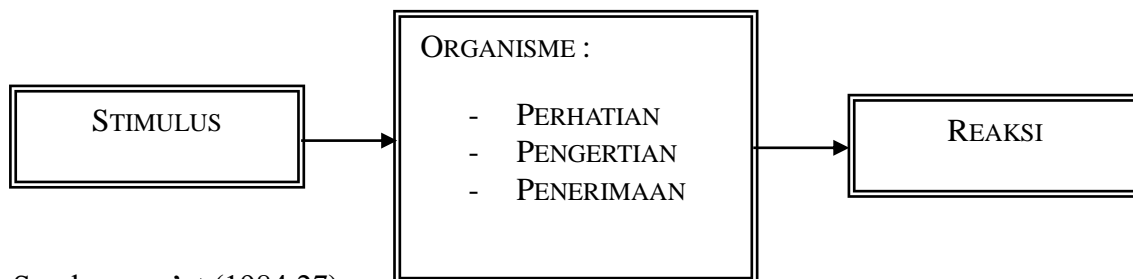 STIMULUS
ORGANISME :
- PERHATIAN
- PENGERTIAN
- PENERIMAAN
REAKSI
(1984:27)